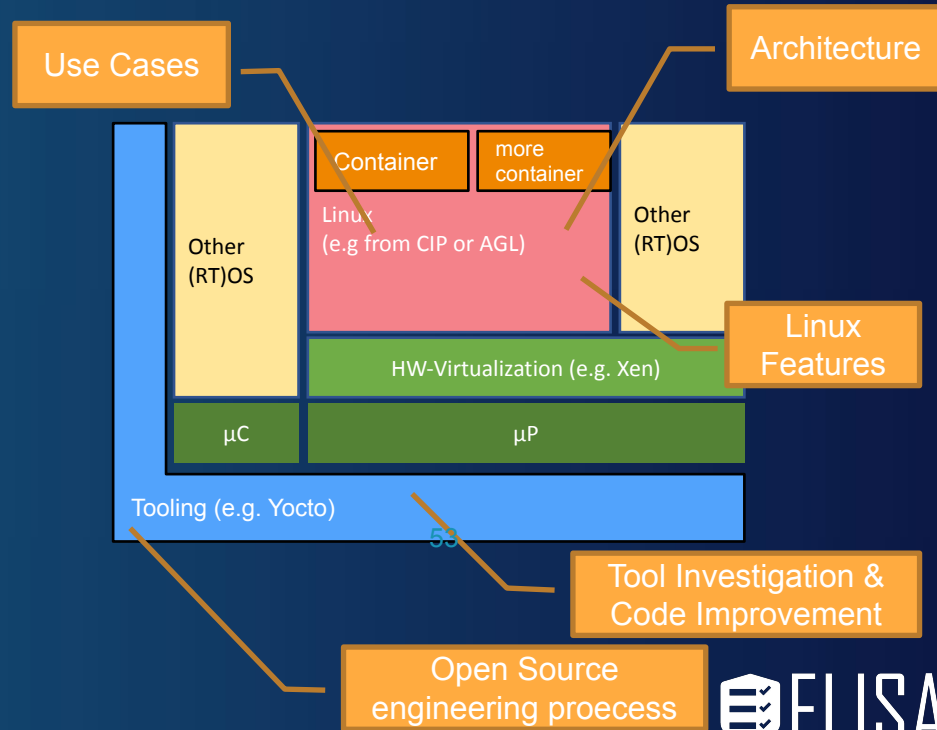 Use Cases
Architecture
Container
more
container
Linux
(e.g from CIP or AGL)
Other
(RT)OS
Other
(RT)OS
Linux
Features
HW-Virtualization (e.g. Xen)
µC
µP
Tooling (e.g. Yocto)
53
Tool Investigation &
Code Improvement
Open Source
engineering proecess
ELISA